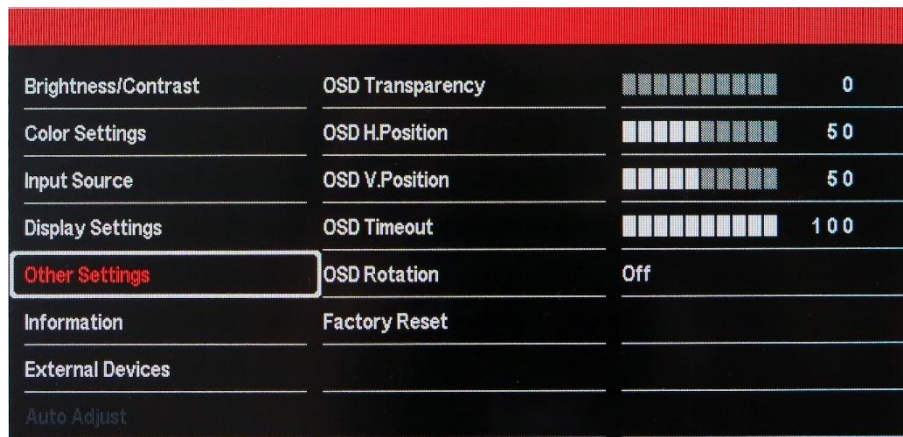 Brightness/Contrast OSD Transparency 0
Color Settings OSD H.Position 50
Input Source OSD V.Position 50
Display Settings OSD Timeout 100
Other Settings OSD Rotation Off
Information Factory Reset
External Devices
Auto Adjust